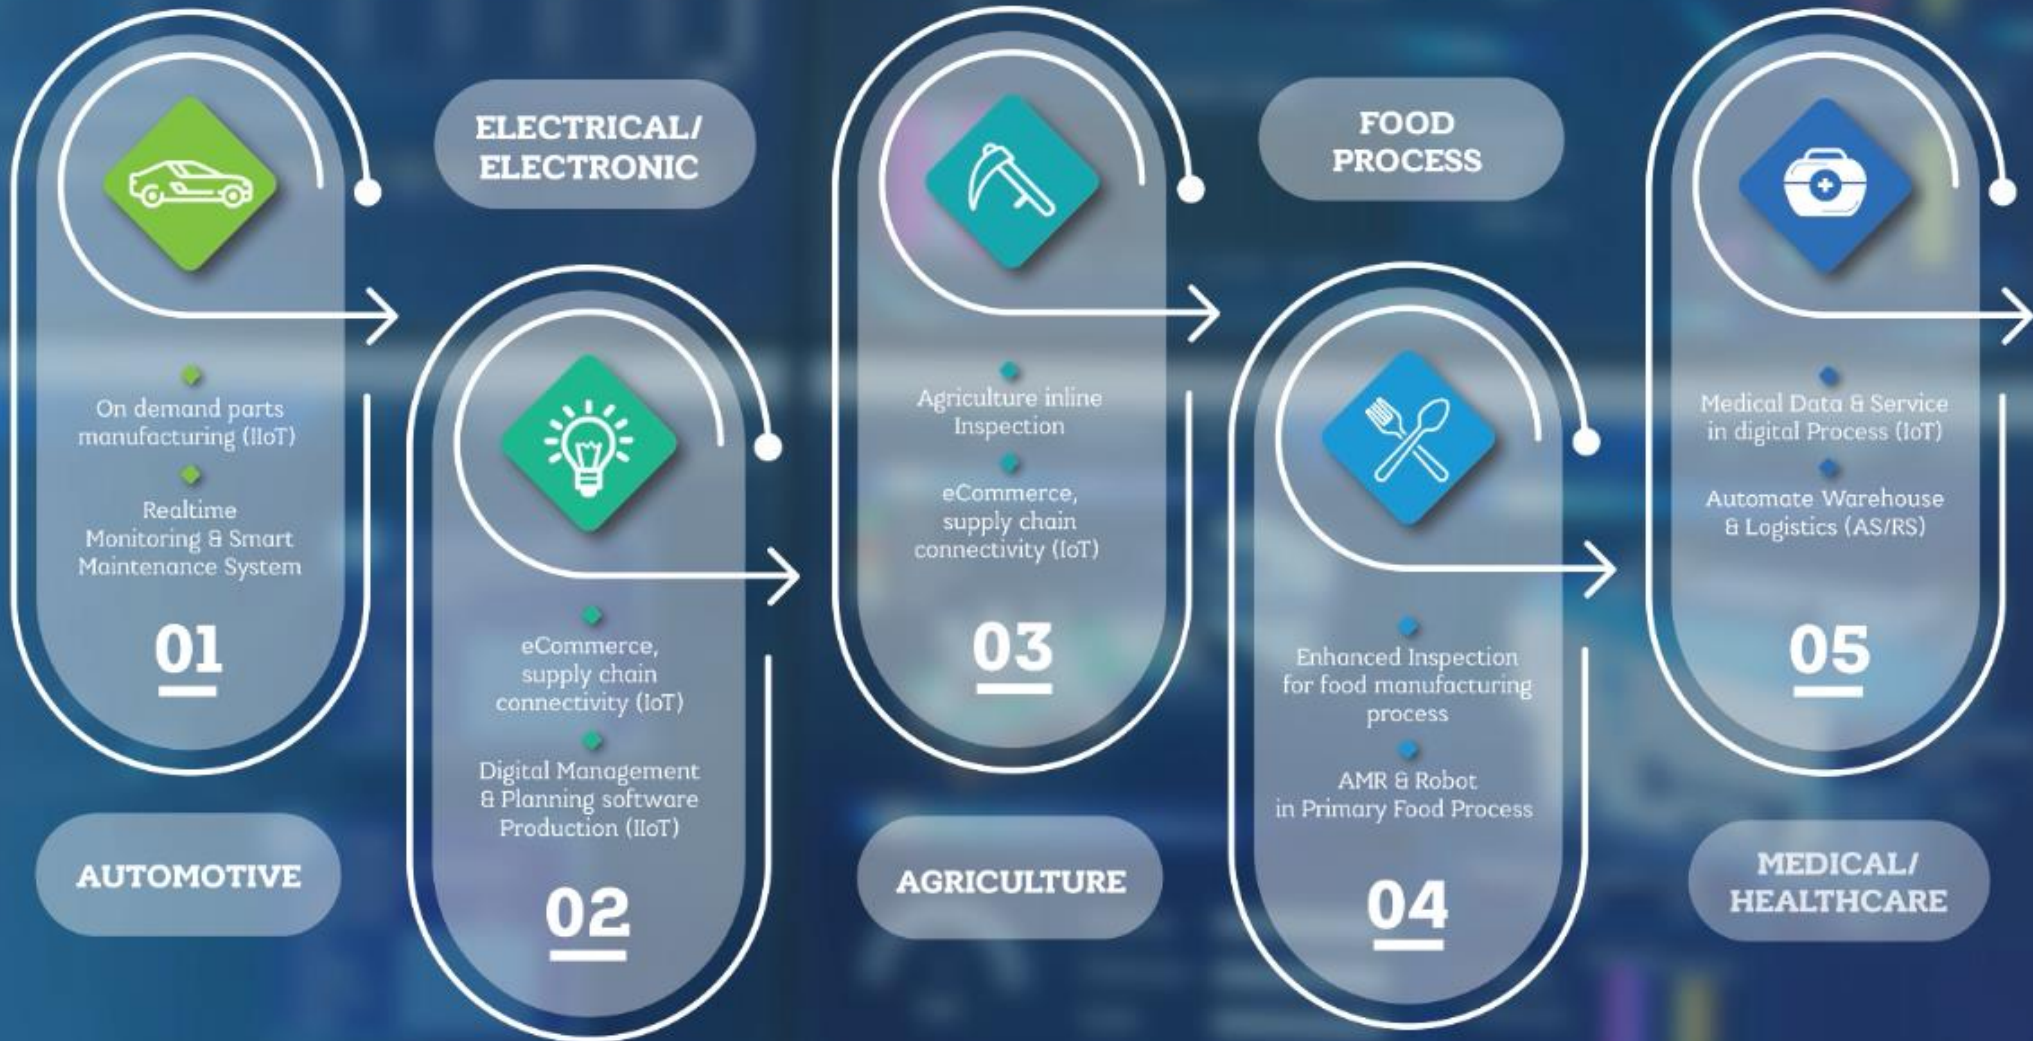 On demand parts
manufacturing (IIoT)
Realtime
Monitoring & Smart
Maintenance System
01
AUTOMOTIVE
ELECTRICAL/
ELECTRONIC
eCommerce,
supply chain
connectivity (IoT)
Digital Management
& Planning software
Production (IIoT)
02
Agriculture inline
Inspection
eCommerce,
supply chain
connectivity (IoT)
03
AGRICULTURE
FOOD
PROCESS
Enhanced Inspection
for food manufacturing
process
AMR & Robot
in Primary Food Process
04
Medical Data & Service
in digital Process (IoT)
Automate Warehouse
& Logistics (AS/RS)
05
MEDICAL/
HEALTHCARE